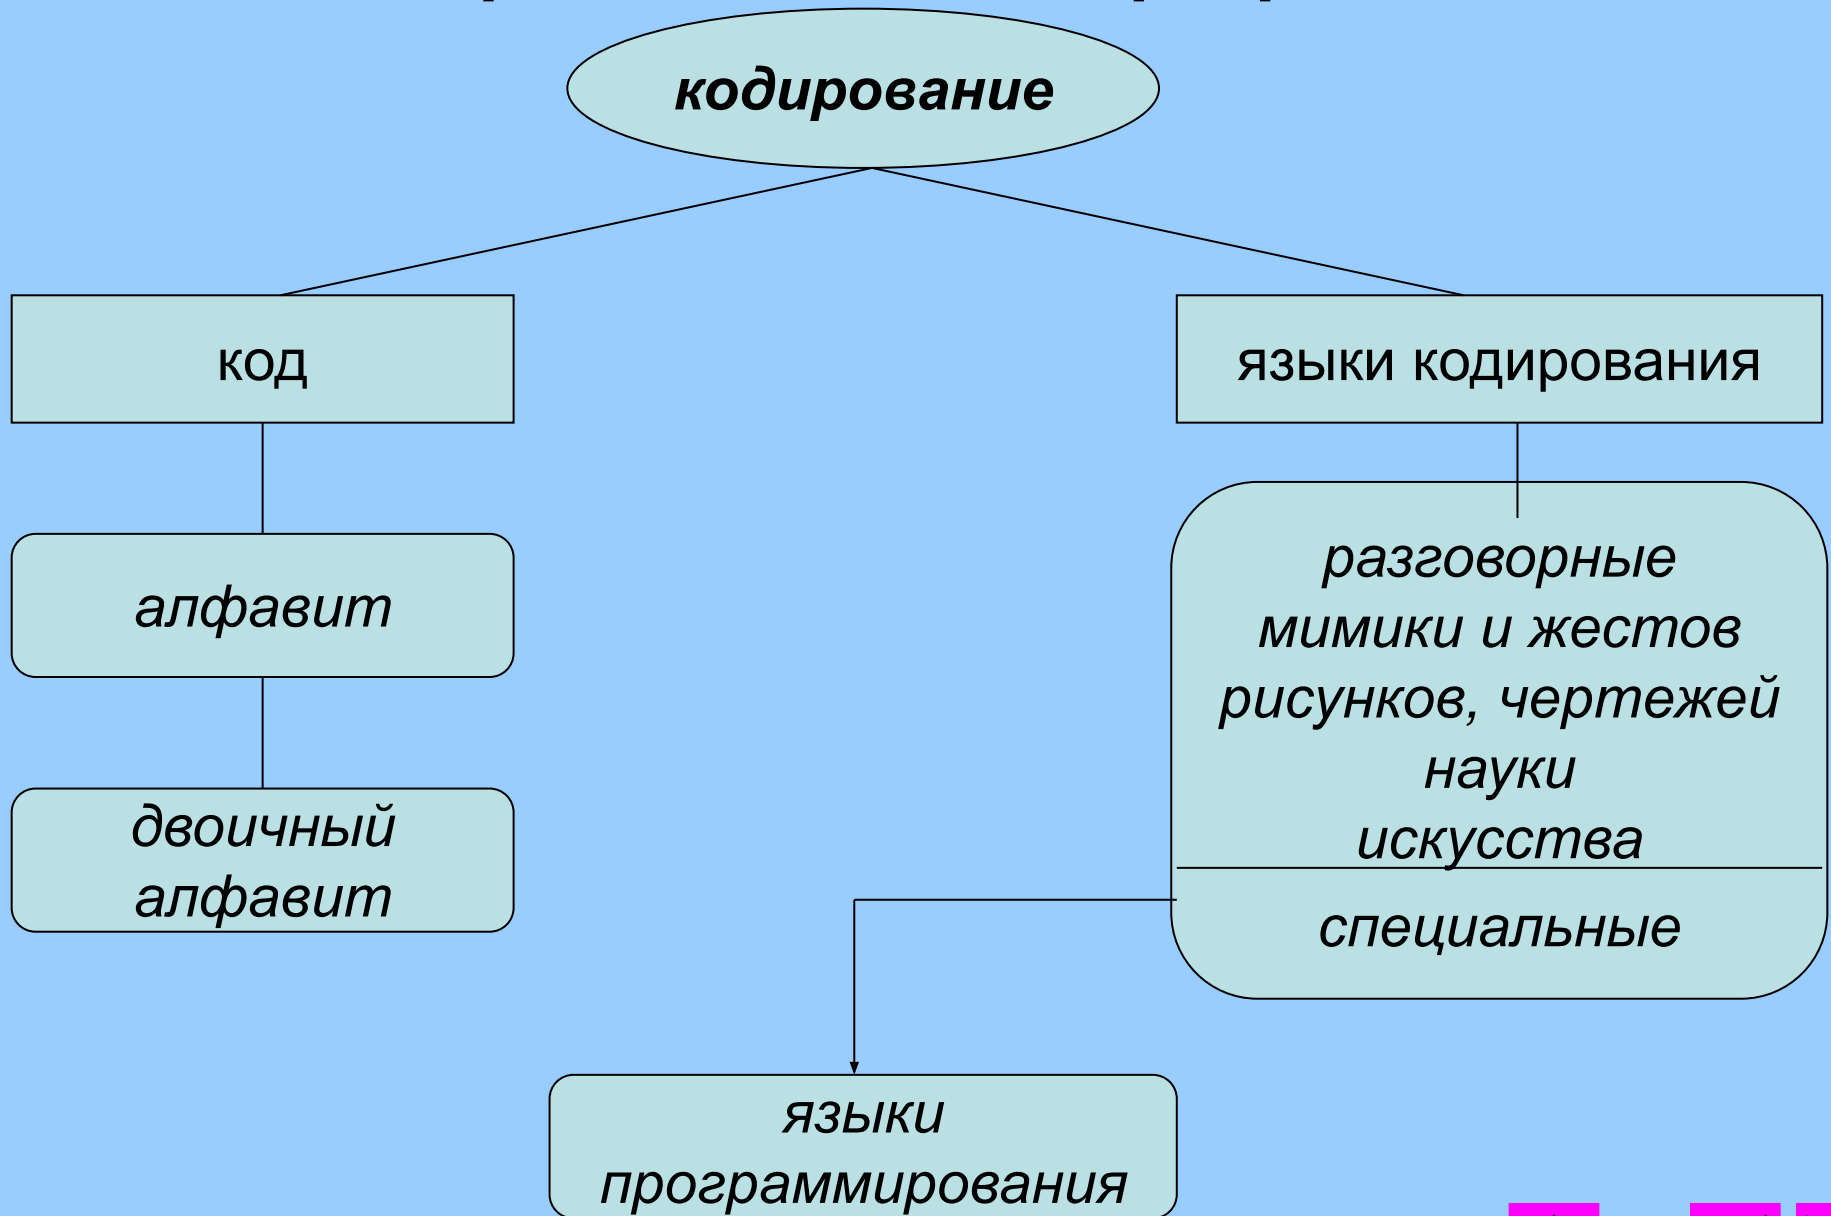 кодирование
код
языки кодирования
алфавит
двоичный
алфавит
разговорные
мимики и жестов
рисунков, чертежей
науки
искусства
специальные
языки
программирования